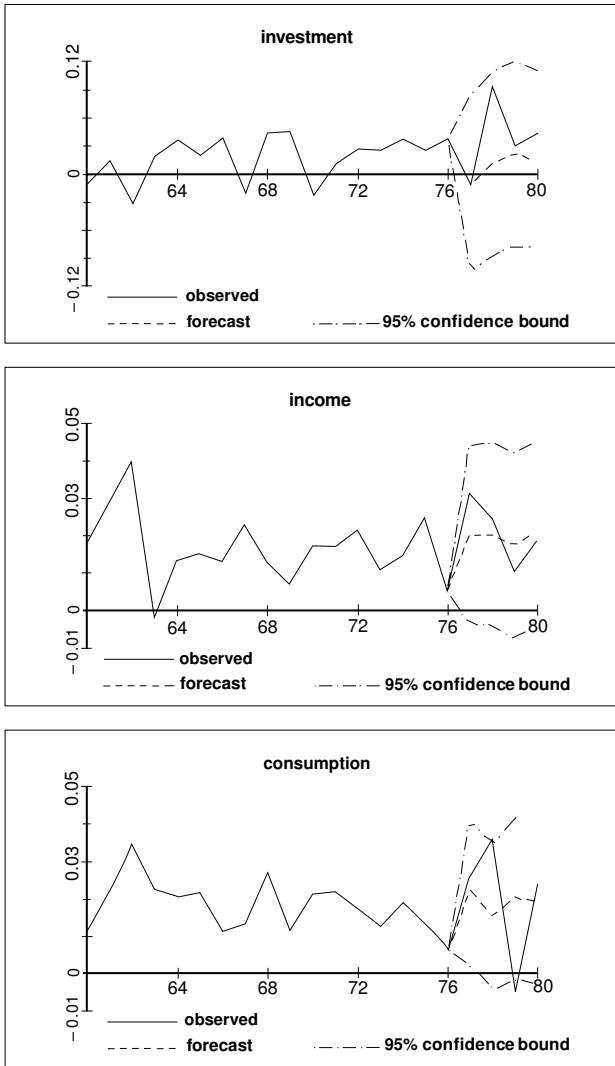 investment
0.12
0
−0.12
64 68 72 76 80
observed
forecast 95% confidence bound
income
0.05
0.03
0
−0.01
64 68 72 76 80
observed
forecast 95% confidence bound
consumption
0.05
0.03
0
−0.01
64 68 72 76 80
observed
forecast 95% confidence bound